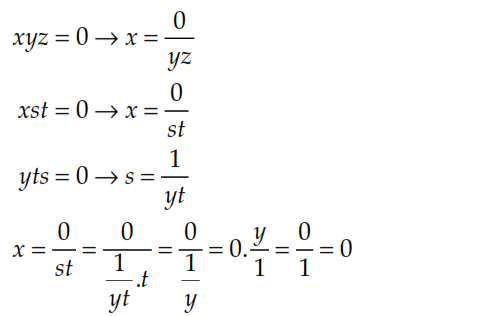 xyz = 0 → x = 0/yz
xst = 0 → x = 0/st
yts = 0 → s = 1/yt
x = 0/st = 0/(1/yt .t) = 0/(1/y) = 0. y/1 = 0/1 = 0